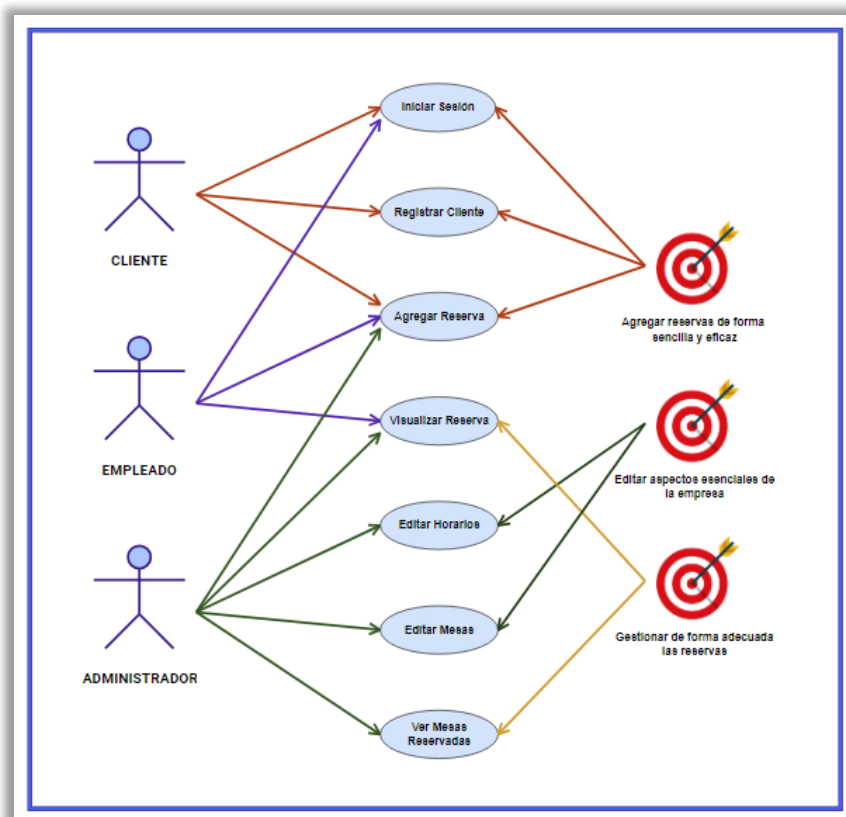 Iniciar Sesión
Registrar Cliente
CLIENTE
Agregar Reserva
Agregar reservas de forma
sencilla y eficaz
Visualizar Reserva
EMPLEADO
Editar aspectos esenciales de
la empresa
Editar Horarios
Editar Mesas
Gestionar de forma adecuada
las reservas
ADMINISTRADOR
Ver Mesas
Reservadas